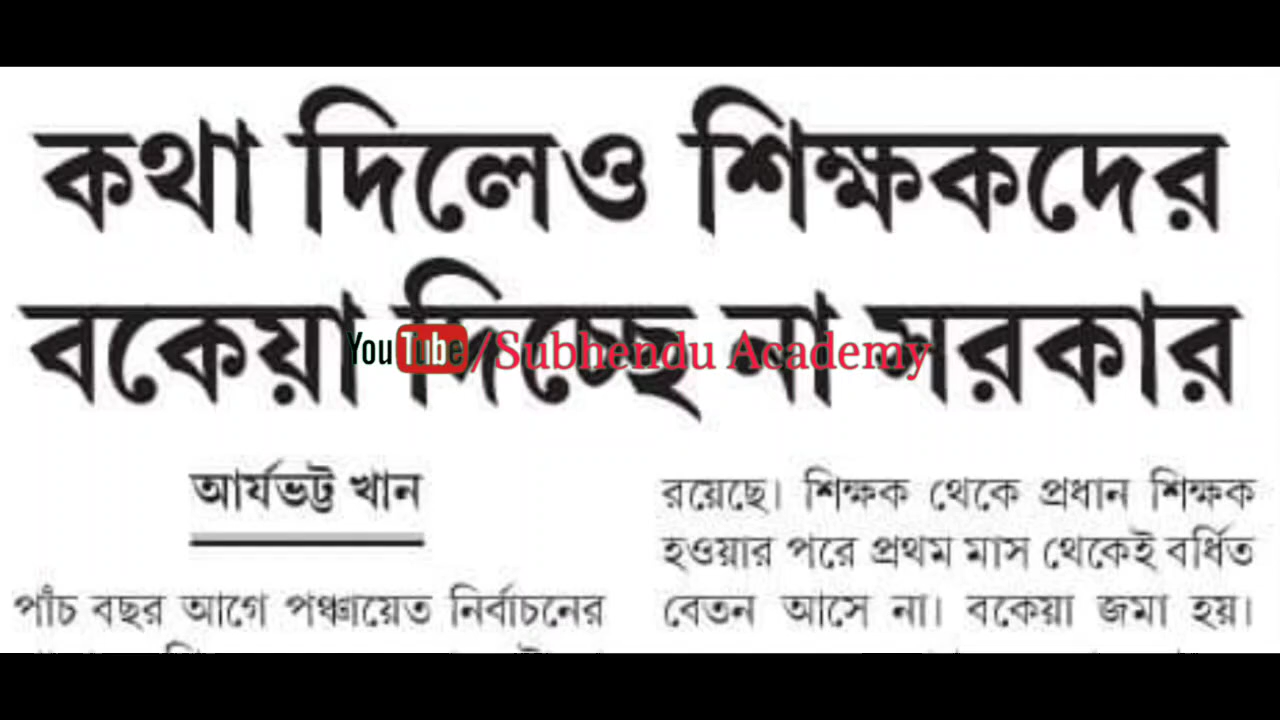 কথা দিলেও শিক্ষকদের
বকেয়া দিচ্ছে না সরকার
YouTube/Subhendu Academy
আর্যভট্ট খান
পাঁচ বছর আগে পঞ্চায়েত নির্বাচনের
রয়েছে। শিক্ষক থেকে প্রধান শিক্ষক
হওয়ার পরে প্রথম মাস থেকেই বর্ধিত
বেতন আসে না। বকেয়া জমা হয়।